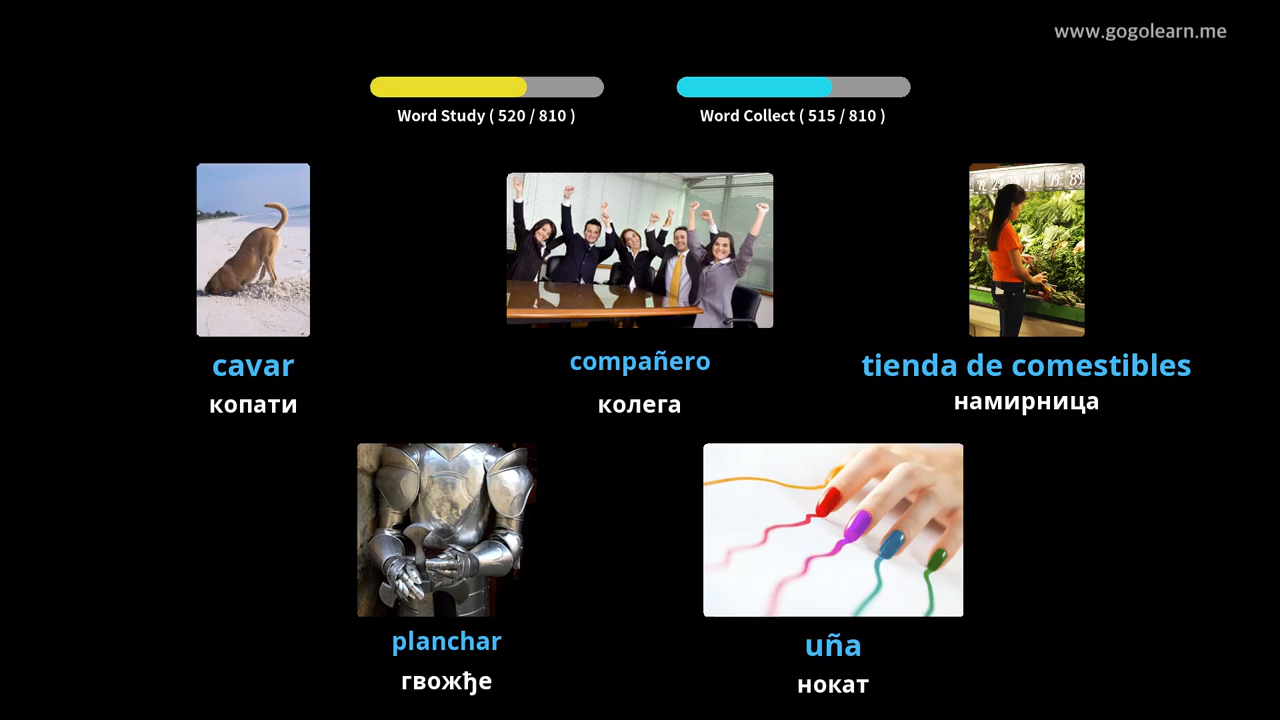 www.gogolearn.me
Word Study ( 520 / 810 )
Word Collect ( 515 / 810 )
cavar
копати
compañero
колега
tienda de comestibles
намирница
planchar
гвожђе
uña
нокат